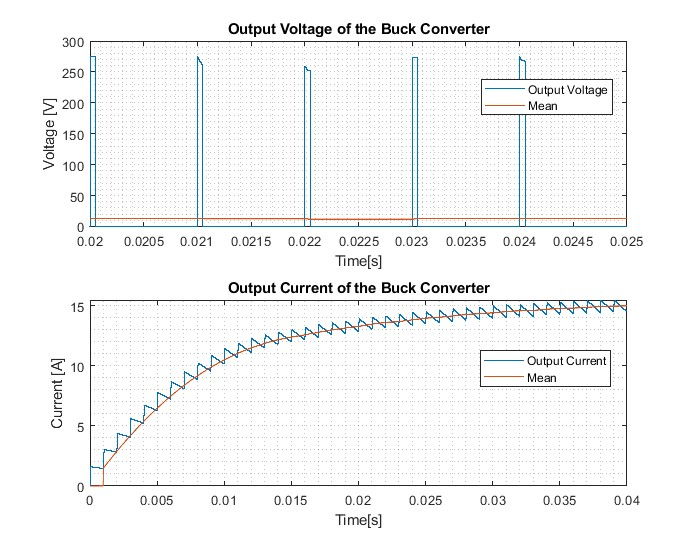 Output Voltage of the Buck Converter
300
250
200
150
100
50
0
Voltage [V]
Output Voltage
Mean
0.02 0.0205 0.021 0.0215 0.022 0.0225 0.023 0.0235 0.024 0.0245 0.025
Time[s]
Output Current of the Buck Converter
15
10
5
0
Current [A]
Output Current
Mean
0 0.005 0.01 0.015 0.02 0.025 0.03 0.035 0.04
Time[s]